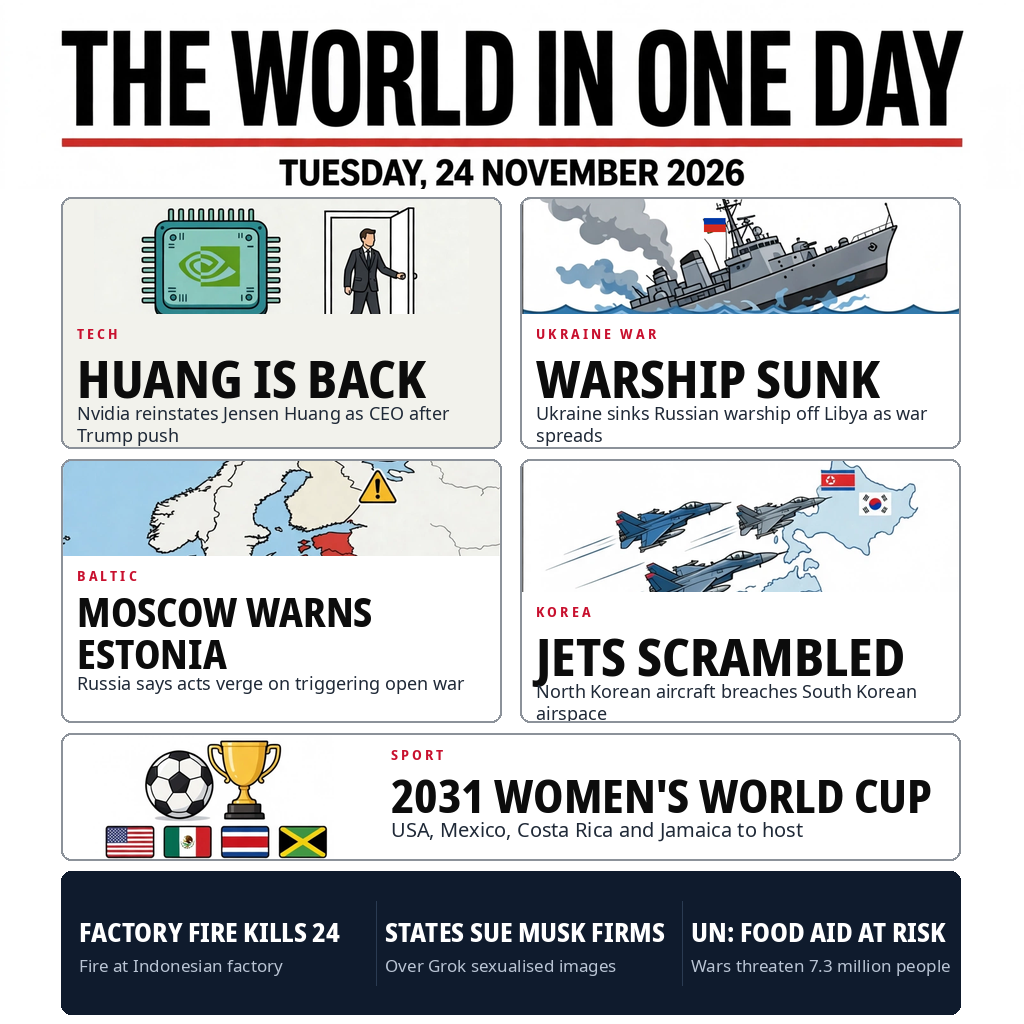 THE WORLD IN ONE DAY
TUESDAY, 24 NOVEMBER 2026
TECH
HUANG IS BACK
Nvidia reinstates Jensen Huang as CEO after
Trump push
UKRAINE WAR
WARSHIP SUNK
Ukraine sinks Russian warship off Libya as war
spreads
BALTIC
MOSCOW WARNS
ESTONIA
Russia says acts verge on triggering open war
KOREA
JETS SCRAMBLED
North Korean aircraft breaches South Korean
airspace
SPORT
2031 WOMEN'S WORLD CUP
USA, Mexico, Costa Rica and Jamaica to host
FACTORY FIRE KILLS 24
Fire at Indonesian factory
STATES SUE MUSK FIRMS
Over Grok sexualised images
UN: FOOD AID AT RISK
Wars threaten 7.3 million people